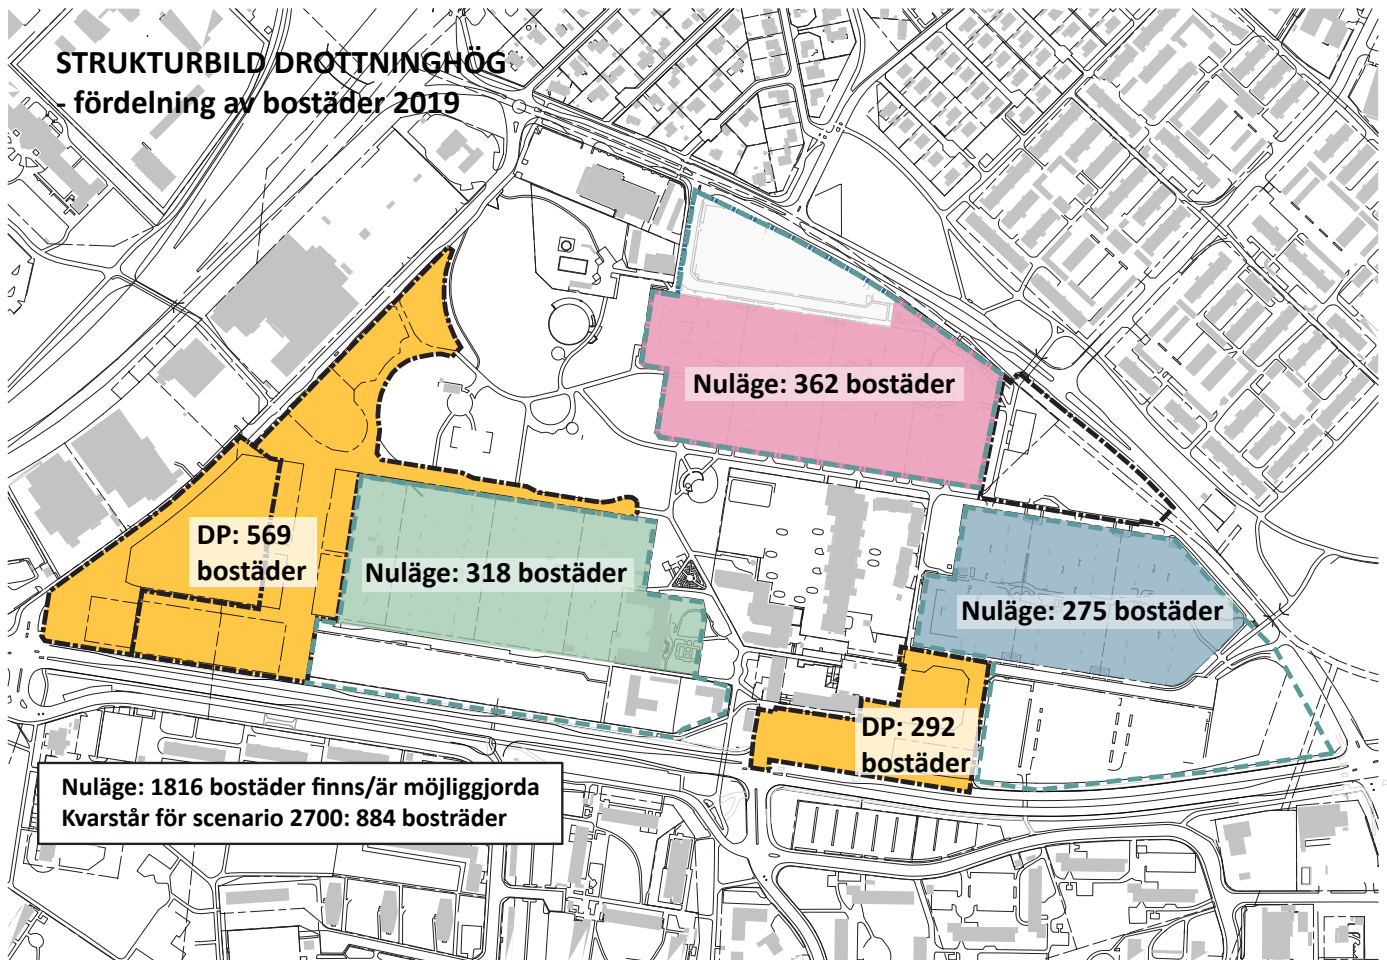 STRUKTURBILD DROTTNINGHÖG
- fördelning av bostäder 2019
Nuläge: 362 bostäder
DP: 569
bostäder
Nuläge: 318 bostäder
Nuläge: 275 bostäder
DP: 292
bostäder
Nuläge: 1816 bostäder finns/är möjliggjorda
Kvarstår för scenario 2700: 884 bosträder